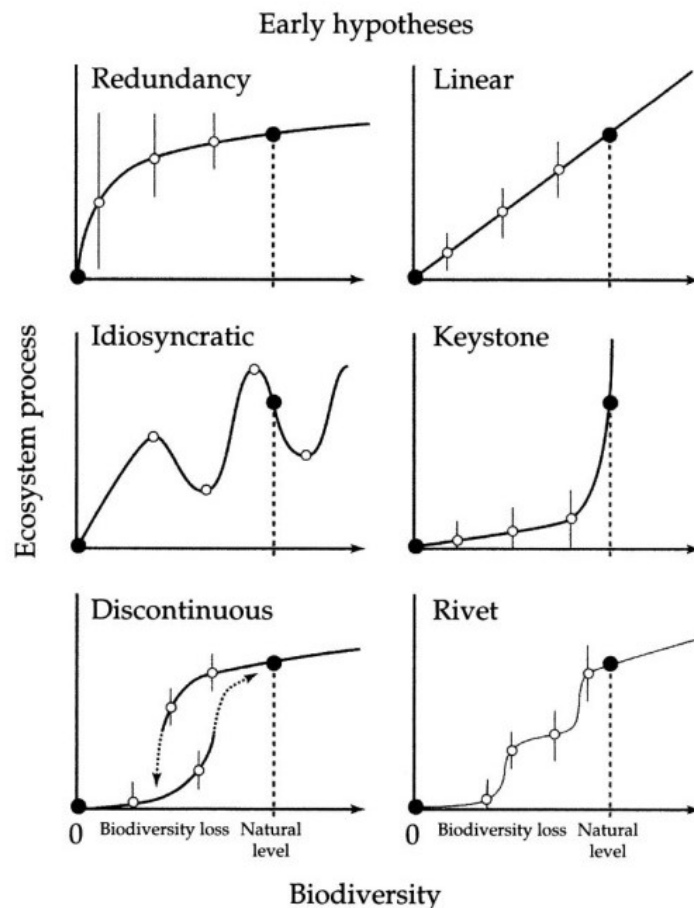 Early hypotheses
Redundancy
Linear
Idiosyncratic
Keystone
Ecosystem process
Discontinuous
Rivet
0
Biodiversity loss
Natural
level
0
Biodiversity loss
Natural
level
Biodiversity